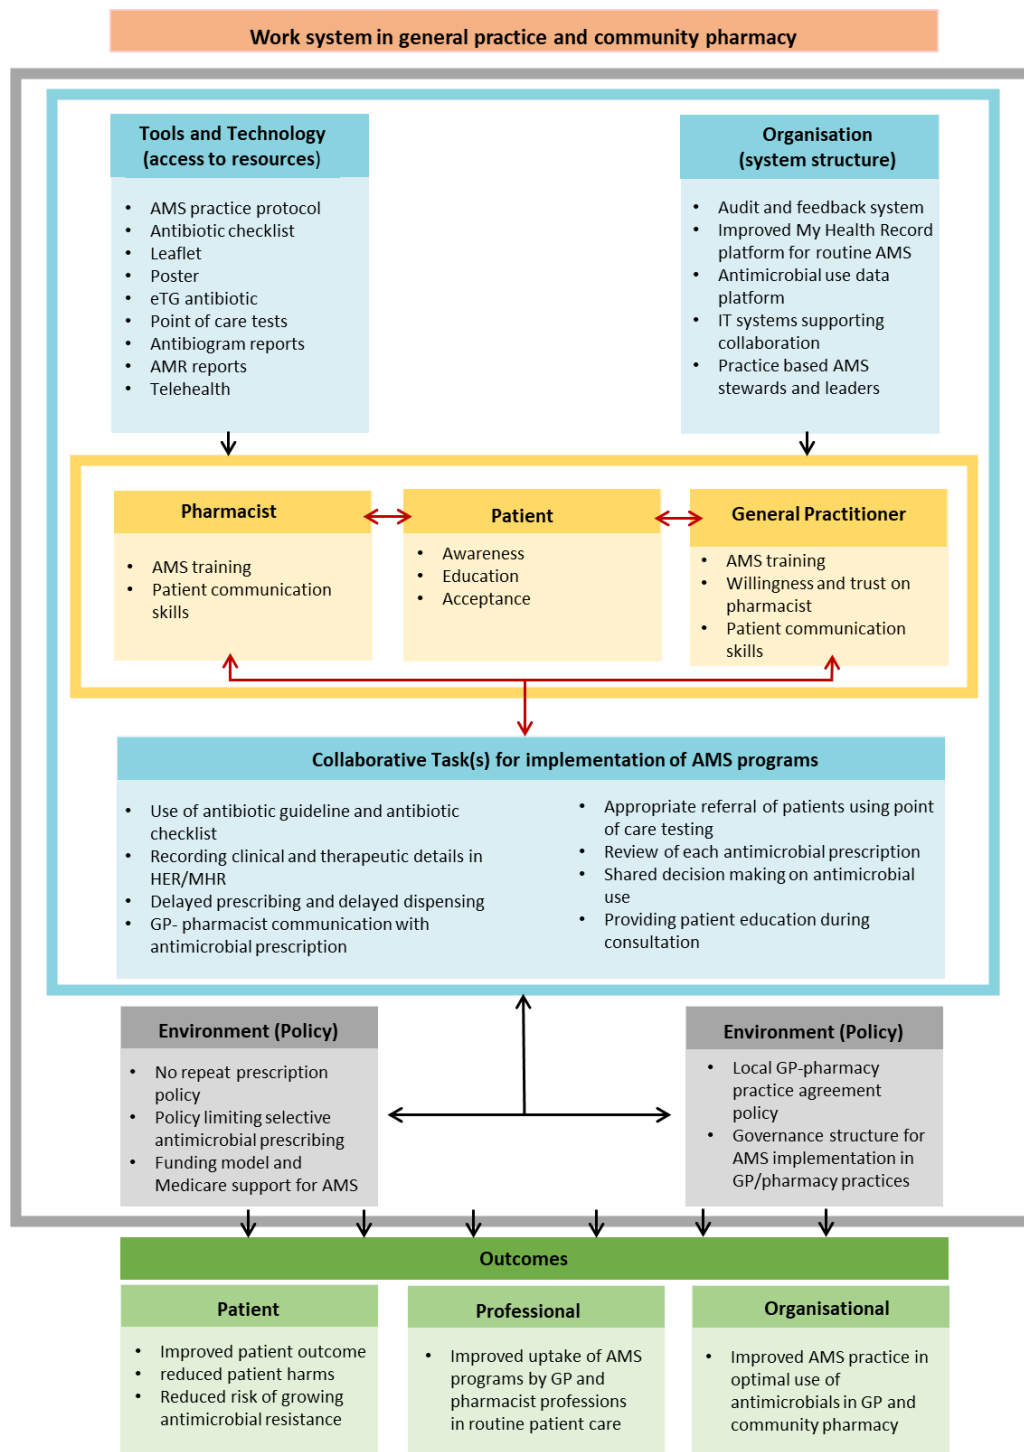 Work system in general practice and community pharmacy
Tools and Technology
(access to resources)
• AMS practice protocol
• Antibiotic checklist
• Leaflet
• Poster
• eTG antibiotic
• Point of care tests
• Antibiogram reports
• AMR reports
• Telehealth
Organisation
(system structure)
• Audit and feedback system
• Improved My Health Record
platform for routine AMS
• Antimicrobial use data
platform
• IT systems supporting
collaboration
• Practice based AMS
stewards and leaders
Pharmacist
• AMS training
• Patient communication
skills
Patient
• Awareness
• Education
• Acceptance
General Practitioner
• AMS training
• Willingness and trust on
pharmacist
• Patient communication
skills
Collaborative Task(s) for implementation of AMS programs
• Use of antibiotic guideline and antibiotic
checklist
• Recording clinical and therapeutic details in
HER/MHR
• Delayed prescribing and delayed dispensing
• GP- pharmacist communication with
antimicrobial prescription
• Appropriate referral of patients using point
of care testing
• Review of each antimicrobial prescription
• Shared decision making on antimicrobial
use
• Providing patient education during
consultation
Environment (Policy)
• No repeat prescription
policy
• Policy limiting selective
antimicrobial prescribing
• Funding model and
Medicare support for AMS
Environment (Policy)
• Local GP-pharmacy
practice agreement
policy
• Governance structure for
AMS implementation in
GP/pharmacy practices
Outcomes
Patient
• Improved patient outcome
• reduced patient harms
• Reduced risk of growing
antimicrobial resistance
Professional
• Improved uptake of AMS
programs by GP and
pharmacist professions
in routine patient care
Organisational
• Improved AMS practice in
optimal use of
antimicrobials in GP and
community pharmacy